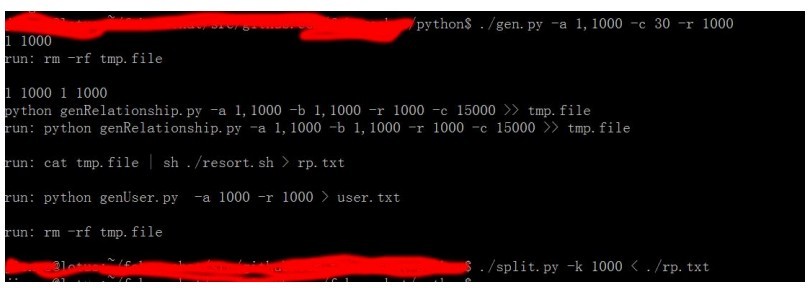 /python$ ./gen.py -a 1,1000 -c 30 -r 1000
1 1000
run: rm -rf tmp.file
1 1000 1 1000
python genRelationship.py -a 1,1000 -b 1,1000 -r 1000 -c 15000 >> tmp.file
run: python genRelationship.py -a 1,1000 -b 1,1000 -r 1000 -c 15000 >> tmp.file
run: cat tmp.file | sh ./resort.sh > rp.txt
run: python genUser.py  -a 1000 -r 1000 > user.txt
run: rm -rf tmp.file
$ ./split.py -k 1000 < ./rp.txt